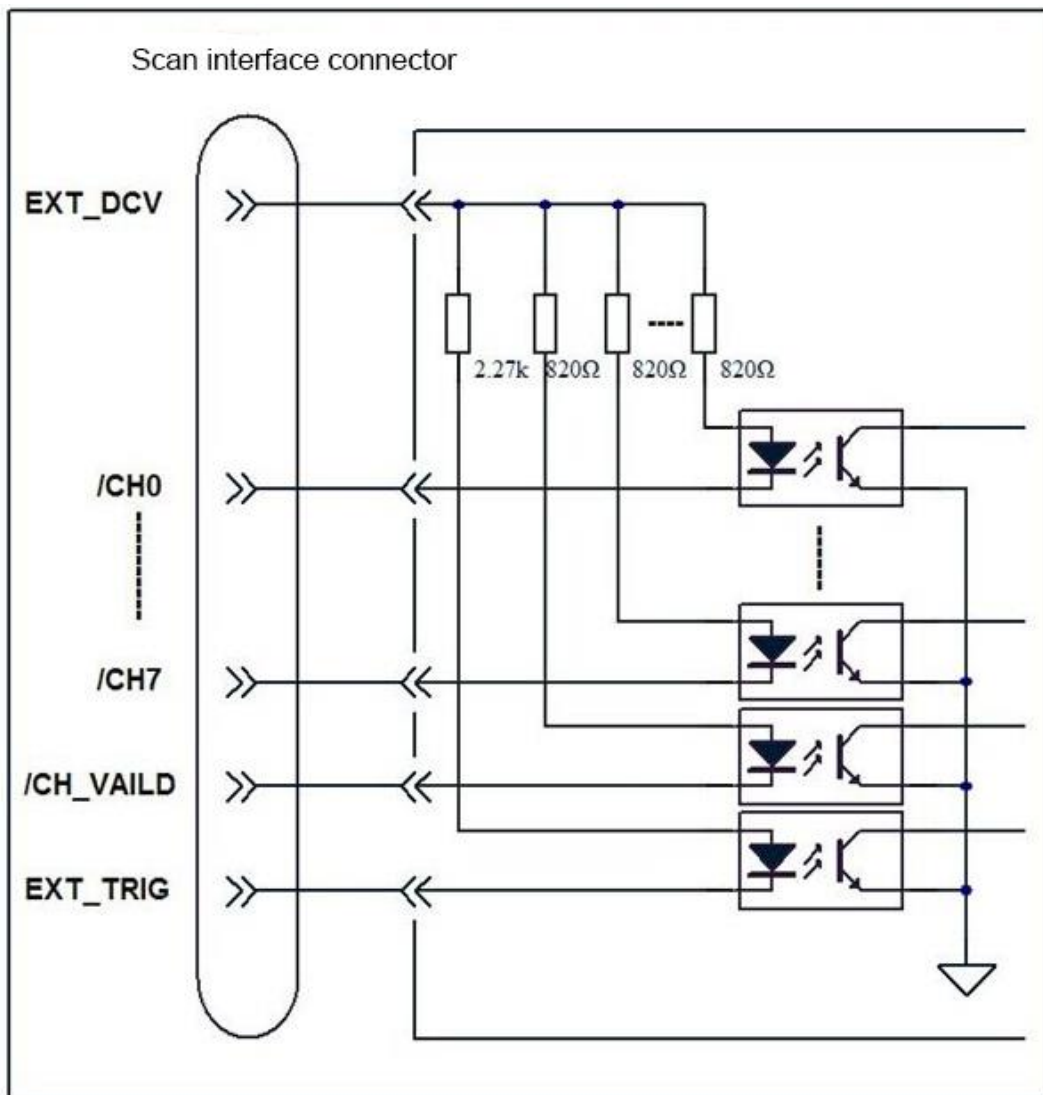 Scan interface connector
EXT_DCV
2.27k 820Ω 820Ω 820Ω
/CH0
/CH7
/CH_VAILD
EXT_TRIG